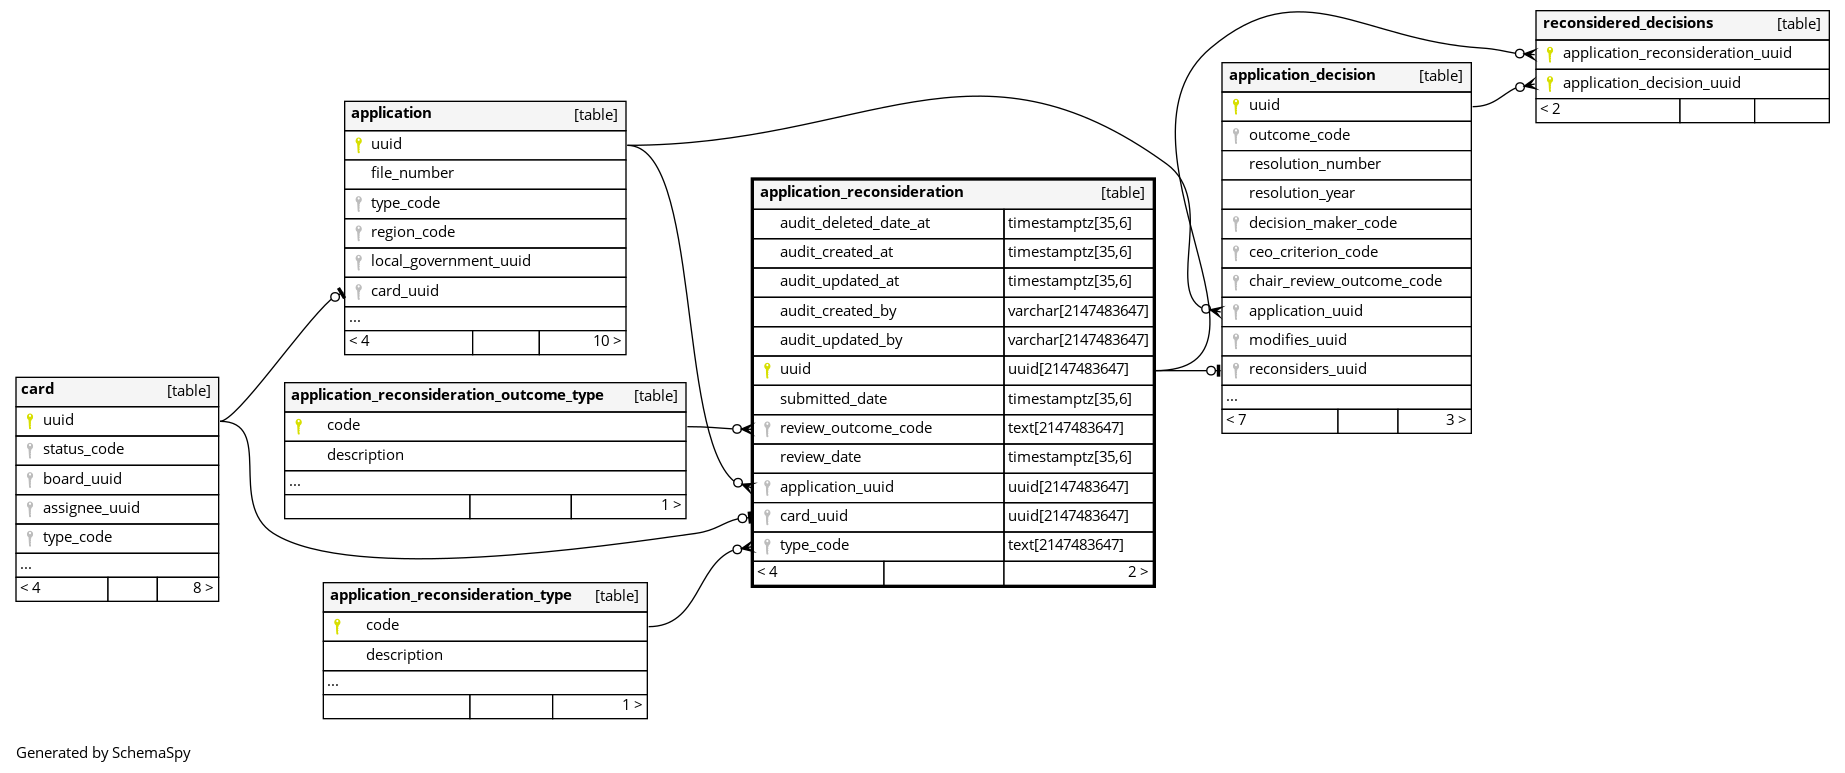 reconsidered_decisions [table]
application_reconsideration_uuid
application_decision_uuid
< 2
application_decision [table]
uuid
outcome_code
resolution_number
resolution_year
decision_maker_code
ceo_criterion_code
chair_review_outcome_code
application_uuid
modifies_uuid
reconsiders_uuid
...
< 7 3 >
application [table]
uuid
file_number
type_code
region_code
local_government_uuid
card_uuid
...
< 4 10 >
application_reconsideration [table]
audit_deleted_date_at timestamptz[35,6]
audit_created_at timestamptz[35,6]
audit_updated_at timestamptz[35,6]
audit_created_by varchar[2147483647]
audit_updated_by varchar[2147483647]
uuid uuid[2147483647]
submitted_date timestamptz[35,6]
review_outcome_code text[2147483647]
review_date timestamptz[35,6]
application_uuid uuid[2147483647]
card_uuid uuid[2147483647]
type_code text[2147483647]
< 4 2 >
card [table]
uuid
status_code
board_uuid
assignee_uuid
type_code
...
< 4 8 >
application_reconsideration_outcome_type [table]
code
description
...
1 >
application_reconsideration_type [table]
code
description
...
1 >
Generated by SchemaSpy